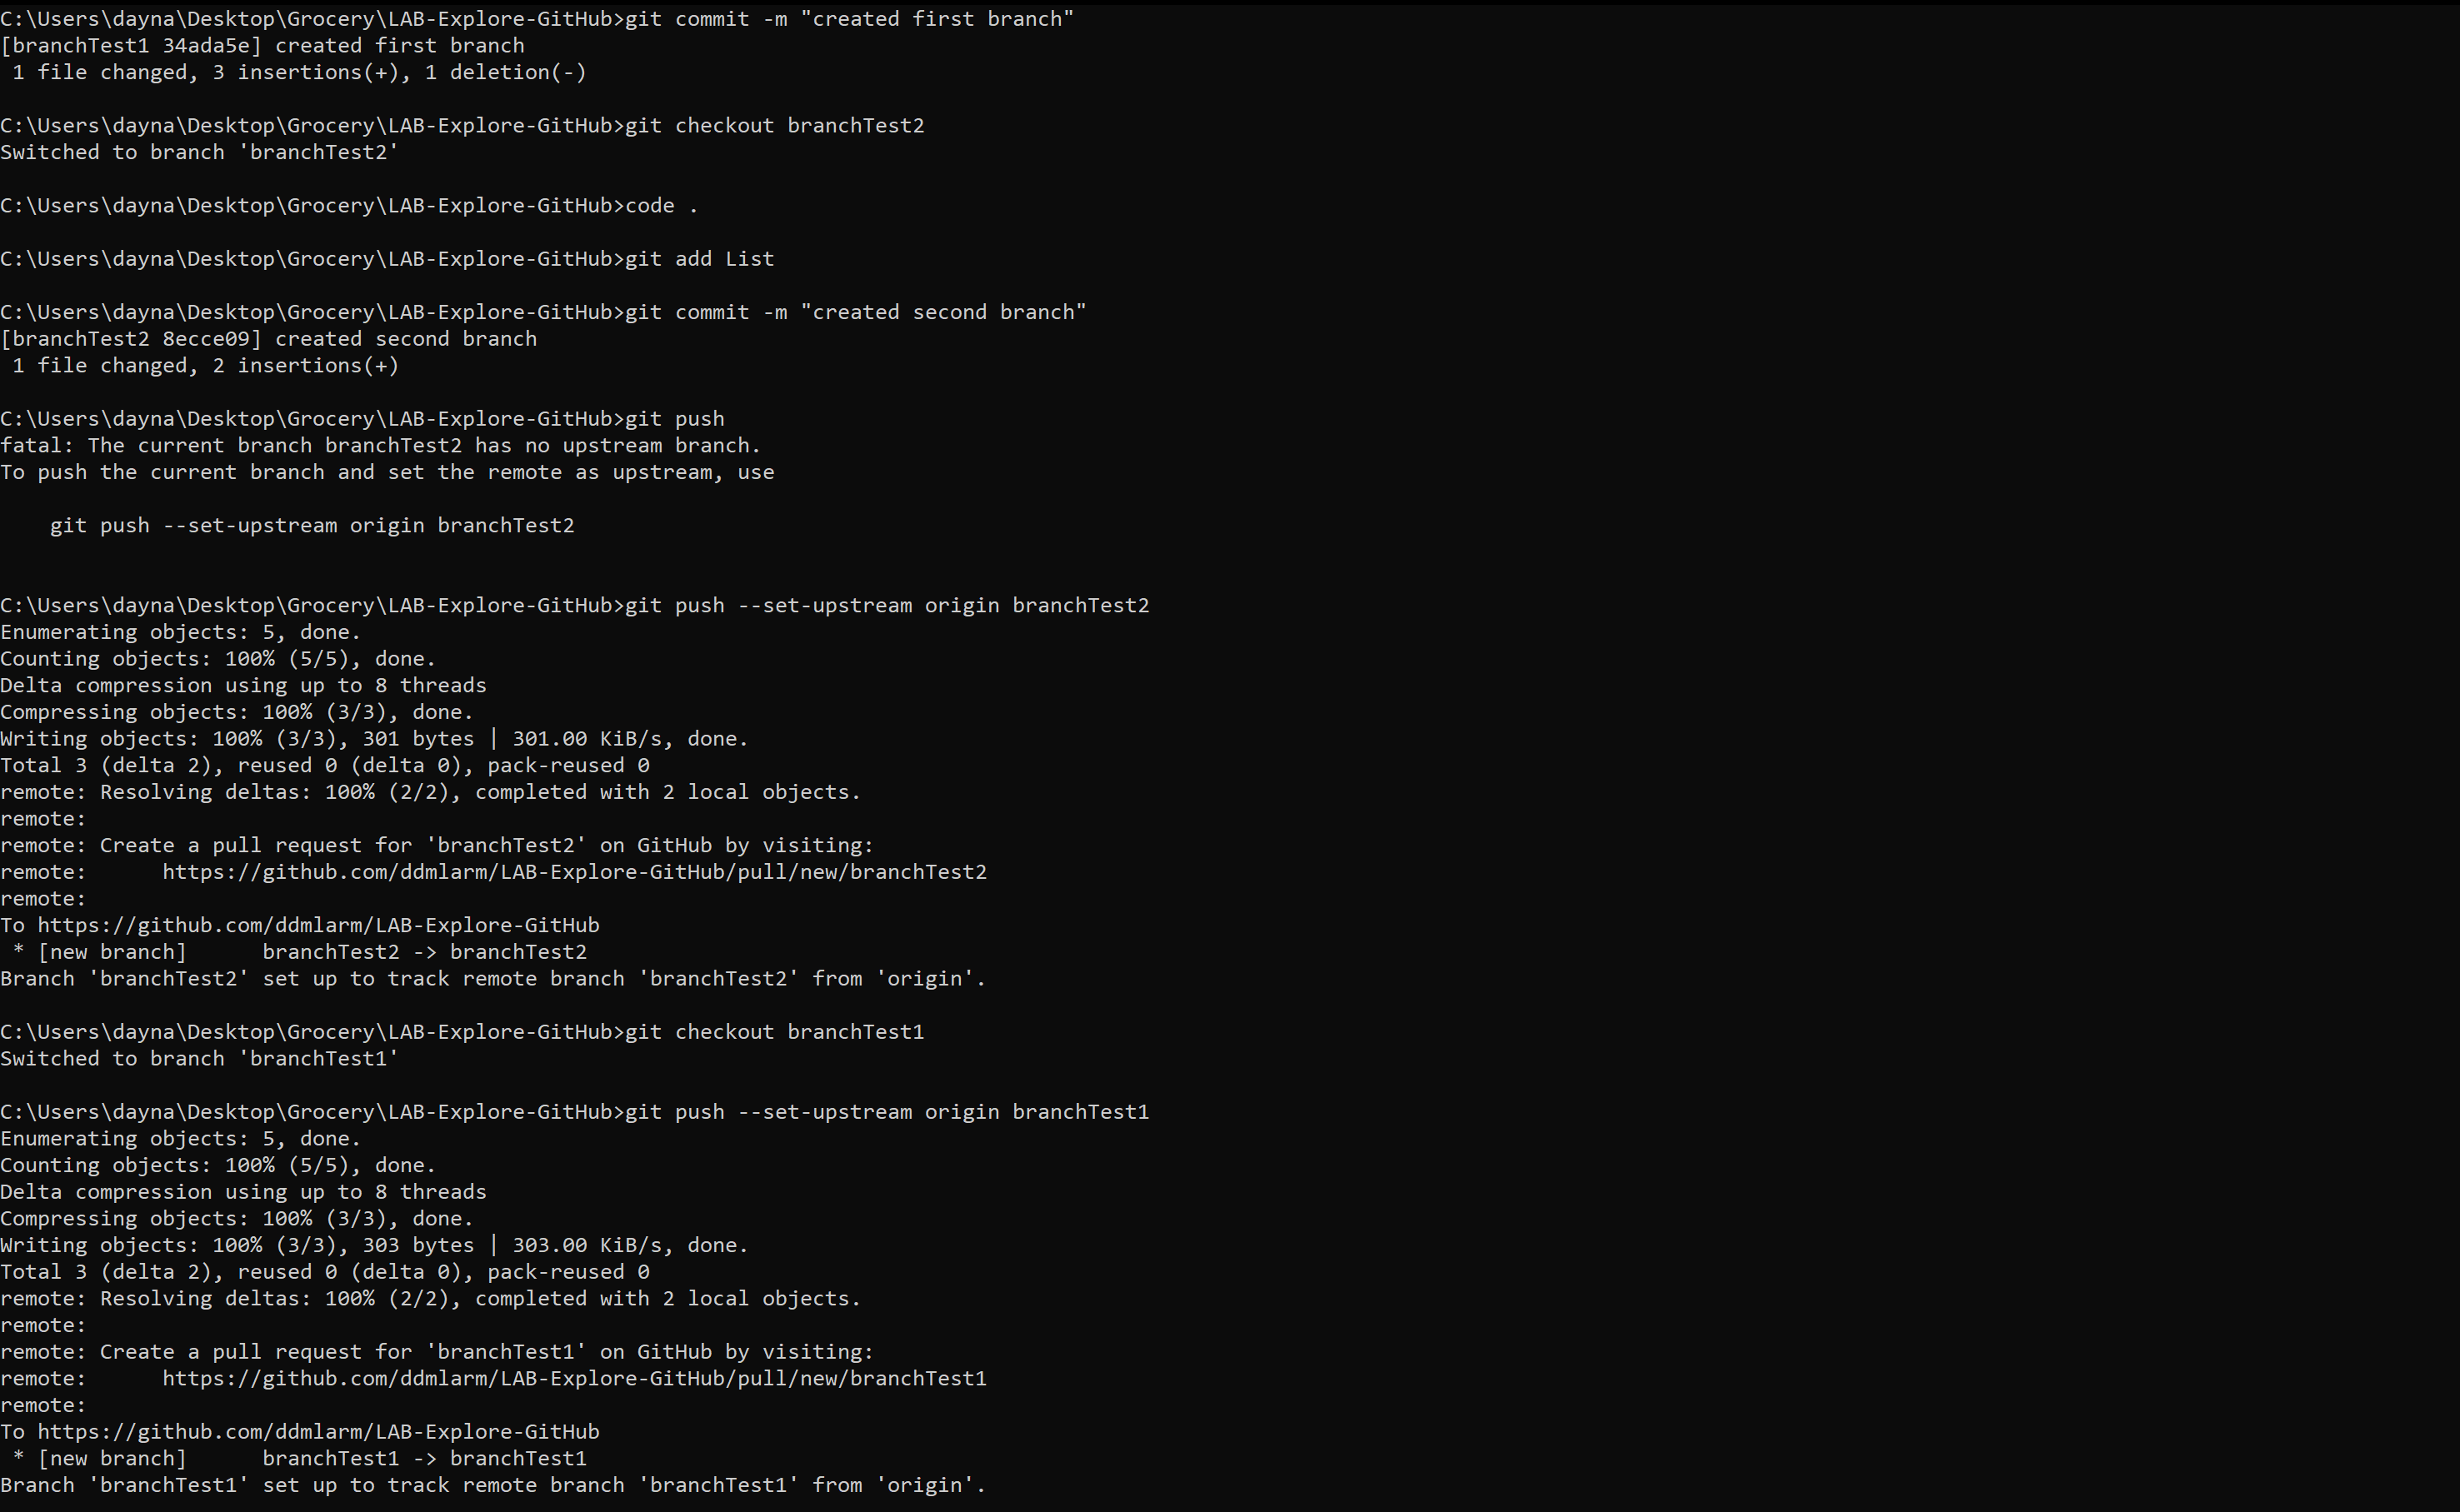 C:\Users\dayna\Desktop\Grocery\LAB-Explore-GitHub>git commit -m "created first branch"
[branchTest1 34ada5e] created first branch
 1 file changed, 3 insertions(+), 1 deletion(-)
C:\Users\dayna\Desktop\Grocery\LAB-Explore-GitHub>git checkout branchTest2
Switched to branch 'branchTest2'
C:\Users\dayna\Desktop\Grocery\LAB-Explore-GitHub>code .
C:\Users\dayna\Desktop\Grocery\LAB-Explore-GitHub>git add List
C:\Users\dayna\Desktop\Grocery\LAB-Explore-GitHub>git commit -m "created second branch"
[branchTest2 8ecce09] created second branch
 1 file changed, 2 insertions(+)
C:\Users\dayna\Desktop\Grocery\LAB-Explore-GitHub>git push
fatal: The current branch branchTest2 has no upstream branch.
To push the current branch and set the remote as upstream, use
    git push --set-upstream origin branchTest2
C:\Users\dayna\Desktop\Grocery\LAB-Explore-GitHub>git push --set-upstream origin branchTest2
Enumerating objects: 5, done.
Counting objects: 100% (5/5), done.
Delta compression using up to 8 threads
Compressing objects: 100% (3/3), done.
Writing objects: 100% (3/3), 301 bytes | 301.00 KiB/s, done.
Total 3 (delta 2), reused 0 (delta 0), pack-reused 0
remote: Resolving deltas: 100% (2/2), completed with 2 local objects.
remote:
remote: Create a pull request for 'branchTest2' on GitHub by visiting:
remote:      https://github.com/ddmlarm/LAB-Explore-GitHub/pull/new/branchTest2
remote:
To https://github.com/ddmlarm/LAB-Explore-GitHub
 * [new branch]      branchTest2 -> branchTest2
Branch 'branchTest2' set up to track remote branch 'branchTest2' from 'origin'.
C:\Users\dayna\Desktop\Grocery\LAB-Explore-GitHub>git checkout branchTest1
Switched to branch 'branchTest1'
C:\Users\dayna\Desktop\Grocery\LAB-Explore-GitHub>git push --set-upstream origin branchTest1
Enumerating objects: 5, done.
Counting objects: 100% (5/5), done.
Delta compression using up to 8 threads
Compressing objects: 100% (3/3), done.
Writing objects: 100% (3/3), 303 bytes | 303.00 KiB/s, done.
Total 3 (delta 2), reused 0 (delta 0), pack-reused 0
remote: Resolving deltas: 100% (2/2), completed with 2 local objects.
remote:
remote: Create a pull request for 'branchTest1' on GitHub by visiting:
remote:      https://github.com/ddmlarm/LAB-Explore-GitHub/pull/new/branchTest1
remote:
To https://github.com/ddmlarm/LAB-Explore-GitHub
 * [new branch]      branchTest1 -> branchTest1
Branch 'branchTest1' set up to track remote branch 'branchTest1' from 'origin'.